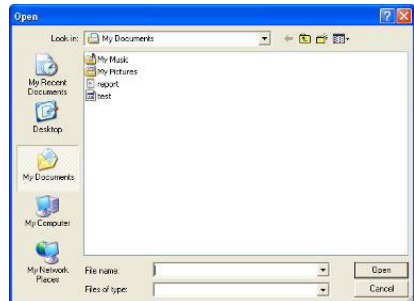 Open
Look in: My Documents
My Recent
Documents
Desktop
My Documents
My Computer
My Network
Places
My Music
My Pictures
report
test
File name:
Open
Files of type:
Cancel